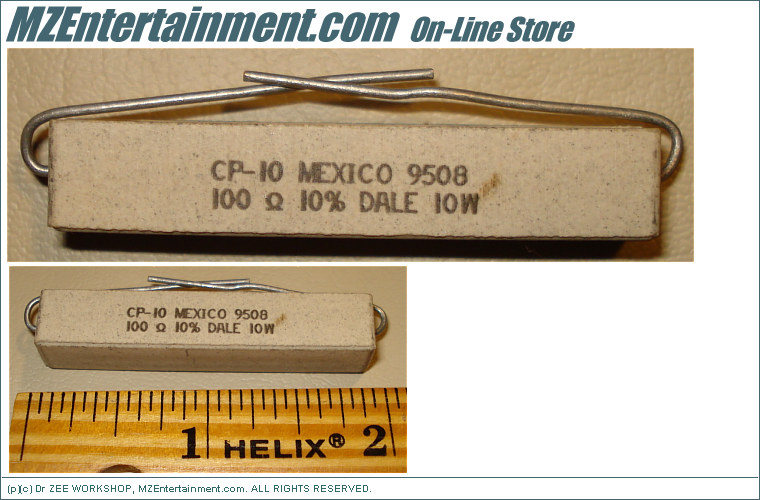 MZEntertainment.com On-Line Store
CP-10 MEXICO 9508
100 Ω 10% DALE 10W
CP-10 MEXICO 9508
100 Ω 10% DALE 10W
1 HELIX® 2
(p)(c) Dr ZEE WORKSHOP, MZEntertainment.com. ALL RIGHTS RESERVED.